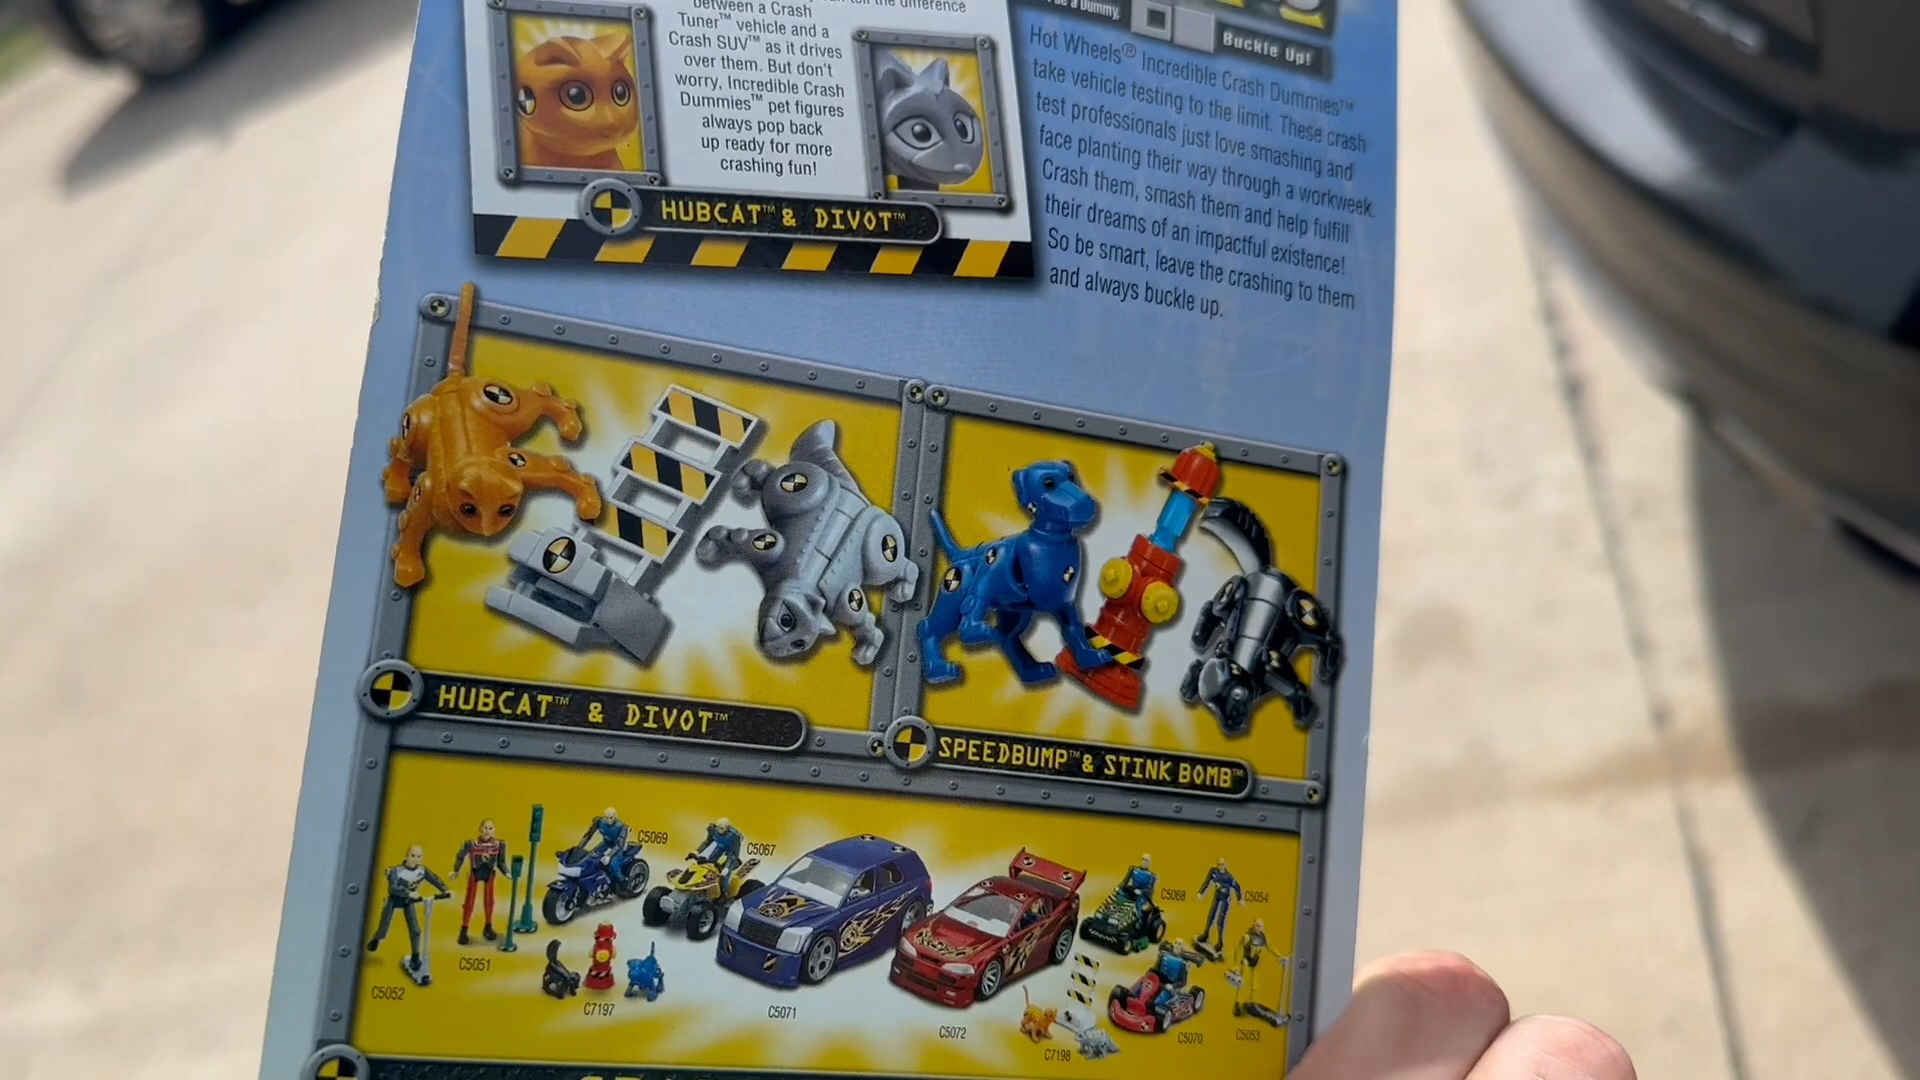 the difference
between a Crash
Tuner™ vehicle and a
Crash SUV™ as it drives
over them. But don't
worry, Incredible Crash
Dummies™ pet figures
always pop back
up ready for more
crashing fun!
HUBCAT™ & DIVOT™
a Dummy,
Buckle Up!
Hot Wheels® Incredible Crash Dummies™
take vehicle testing to the limit. These crash
test professionals just love smashing and
face planting their way through a workweek.
Crash them, smash them and help fulfill
their dreams of an impactful existence!
So be smart, leave the crashing to them
and always buckle up.
HUBCAT™ & DIVOT™
SPEEDBUMP™ & STINK BOMB™
C5069
C5067
C5068
C5054
C5051
C5052
C7197
C5071
C5072
C7198
C5070
C5053